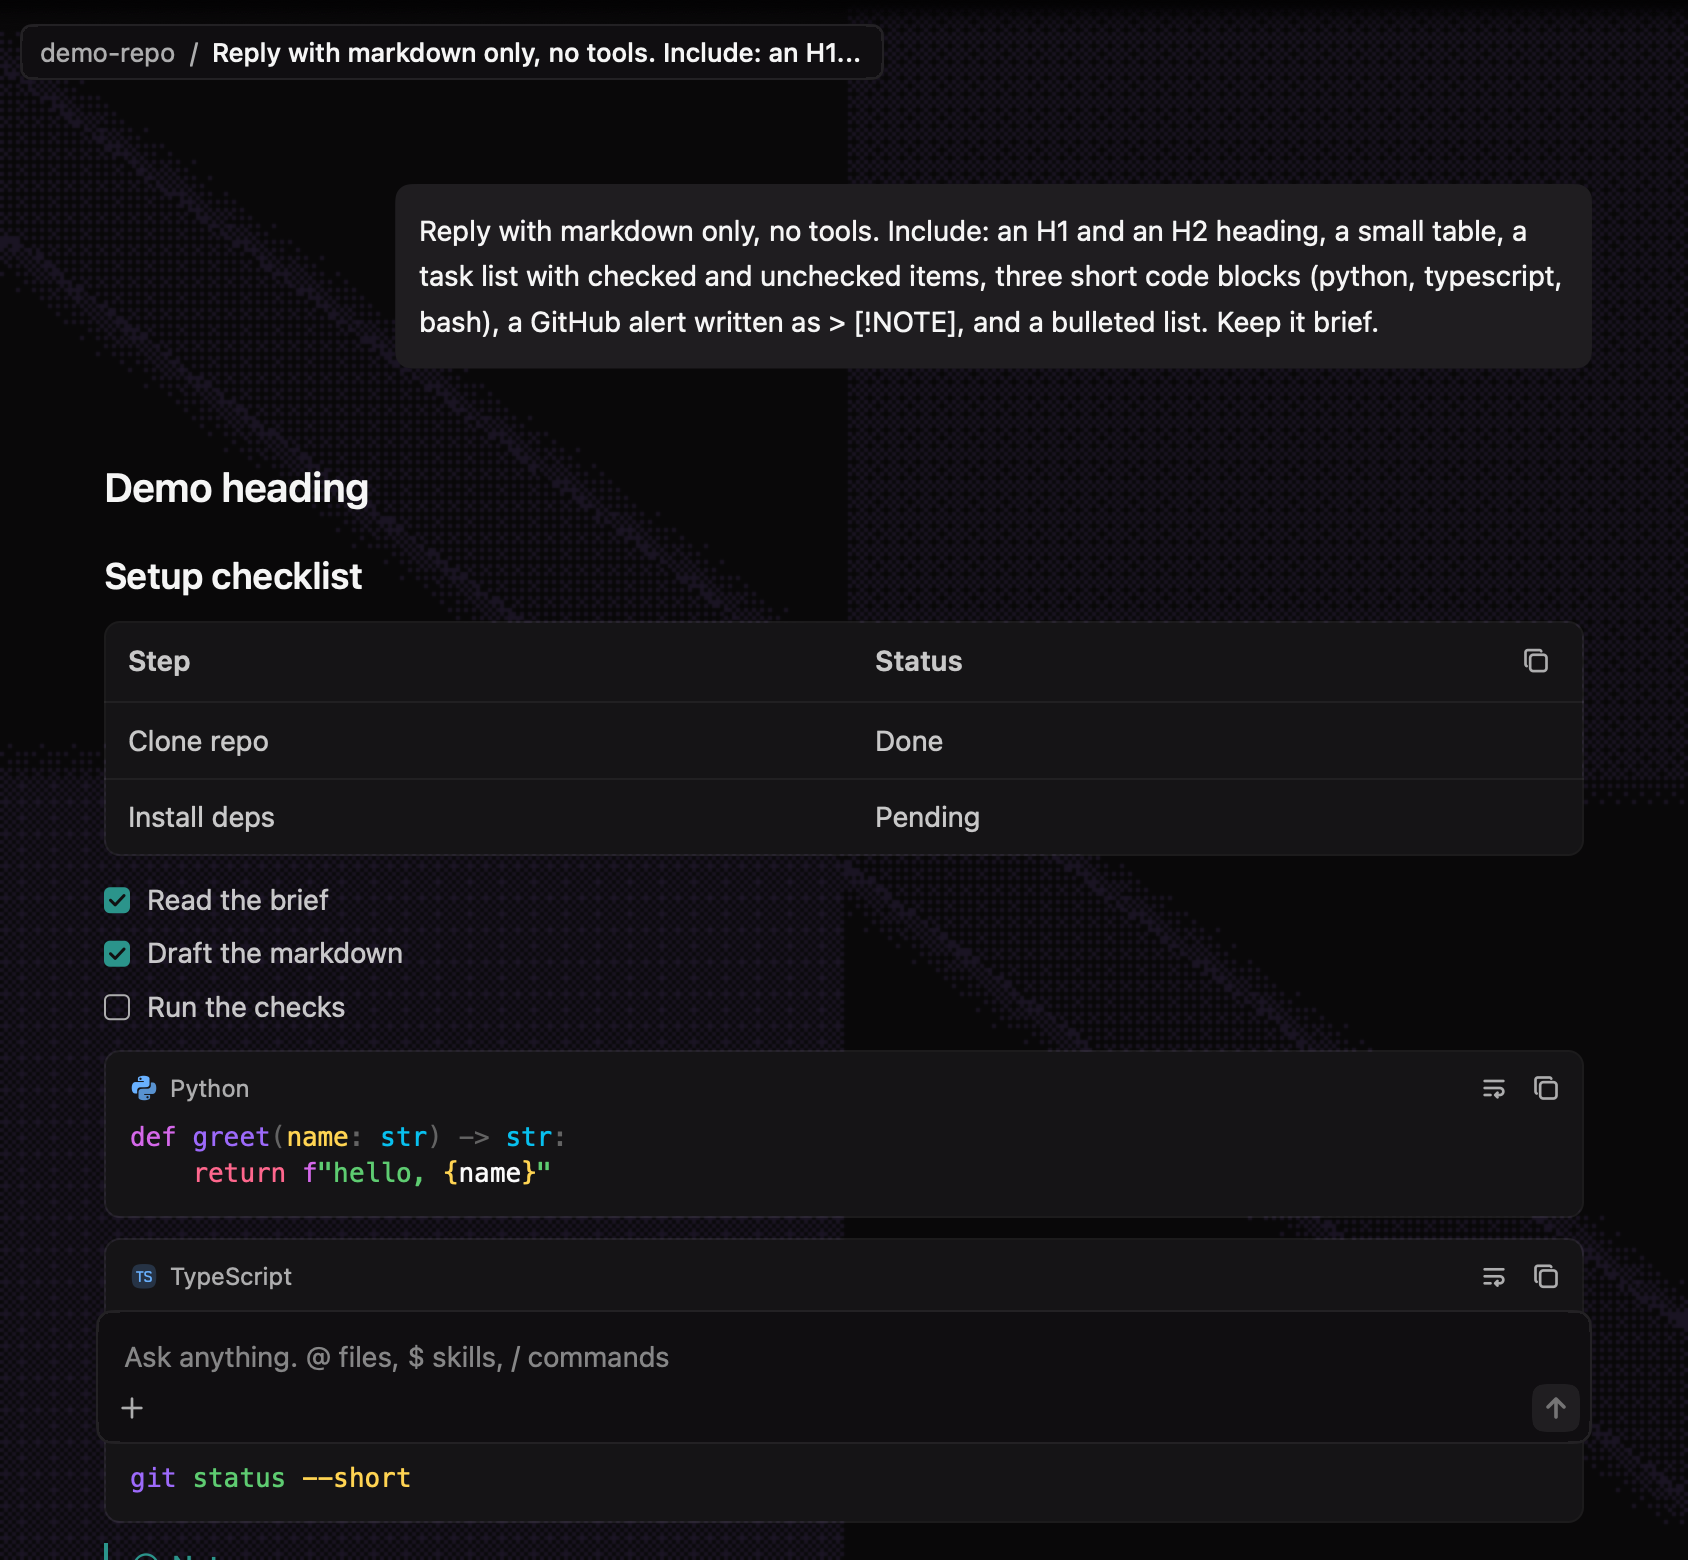 demo-repo / Reply with markdown only, no tools. Include: an H1...
Reply with markdown only, no tools. Include: an H1 and an H2 heading, a small table, a
task list with checked and unchecked items, three short code blocks (python, typescript,
bash), a GitHub alert written as > [!NOTE], and a bulleted list. Keep it brief.
Demo heading
Setup checklist
Step Status
Clone repo Done
Install deps Pending
Read the brief
Draft the markdown
Run the checks
Python
def greet(name: str) -> str:
    return f"hello, {name}"
TS TypeScript
Ask anything. @ files, $ skills, / commands
git status --short